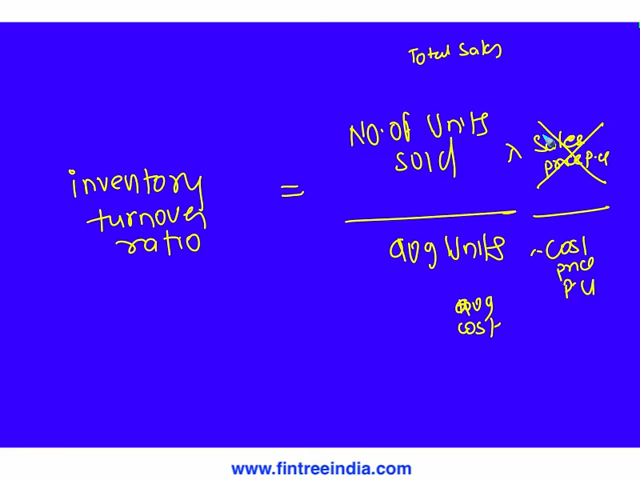 Total Sales
No. of Units
sold × Sales
price p.u
inventory
turnover
ratio
=
avg Units × cost
price
p.u
avg
cost
www.fintreeindia.com